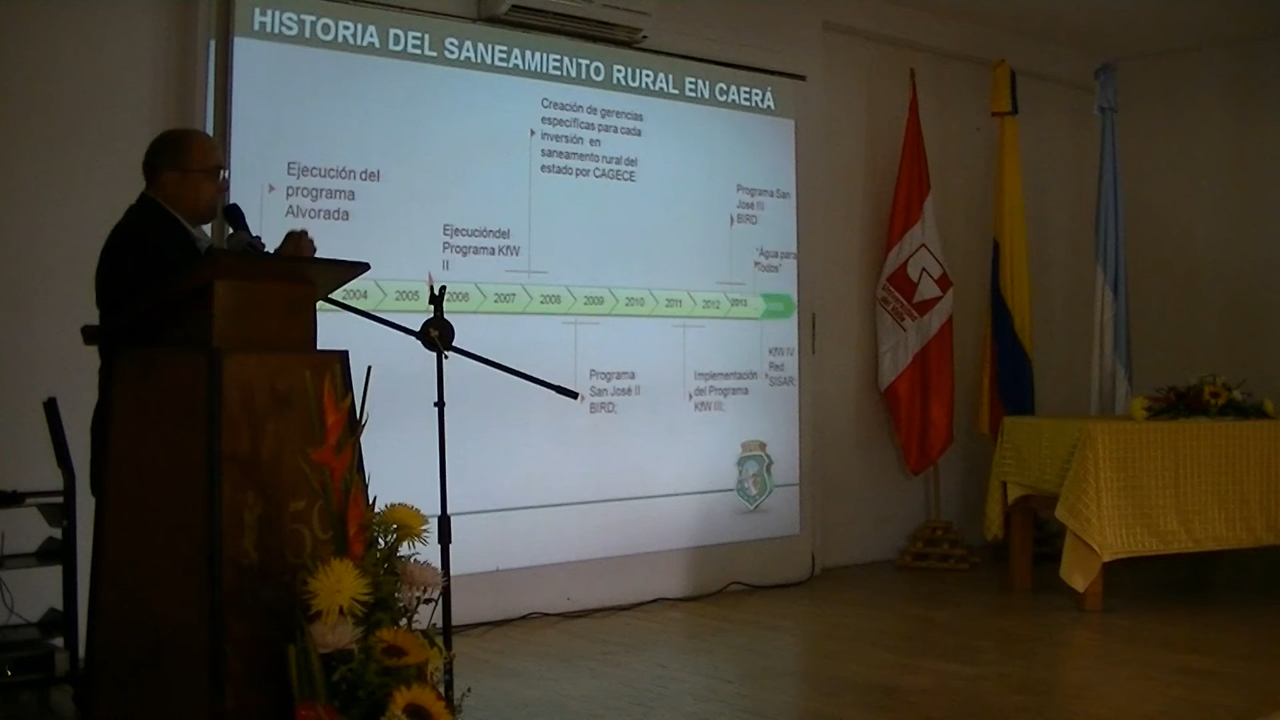 HISTORIA DEL SANEAMIENTO RURAL EN CAERÁ
Creación de gerencias
específicas para cada
inversión en
saneamento rural del
estado por CAGECE
Ejecución del
programa
Alvorada
Ejecucióndel
Programa KfW
II
Programa San
José III
BIRD
"Água para
Todos"
2004 2005 2006 2007 2008 2009 2010 2011 2012 2013
Programa
San José II
BIRD;
Implementación
del Programa
KfW III;
KfW IV
Red
SISAR;
50